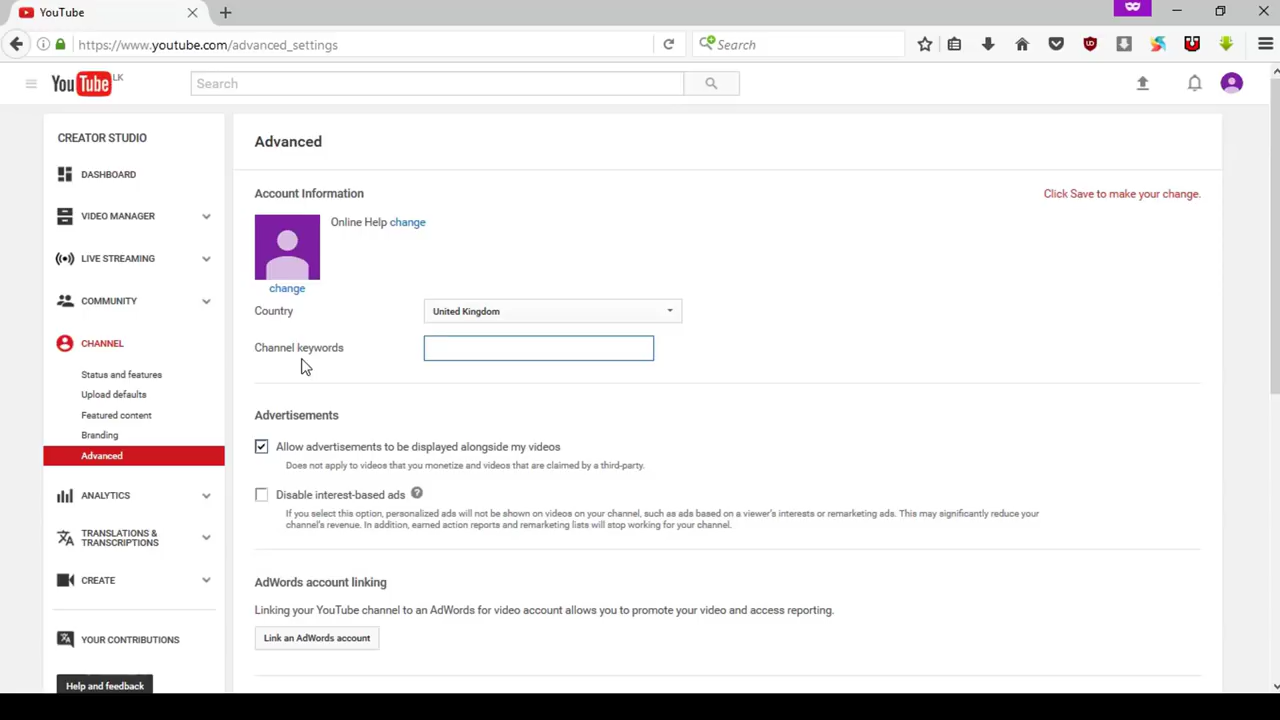 YouTube
https://www.youtube.com/advanced_settings
Search
YouTube LK
Search
CREATOR STUDIO
DASHBOARD
VIDEO MANAGER
LIVE STREAMING
COMMUNITY
CHANNEL
Status and features
Upload defaults
Featured content
Branding
Advanced
ANALYTICS
TRANSLATIONS &
TRANSCRIPTIONS
CREATE
YOUR CONTRIBUTIONS
Help and feedback
Advanced
Account Information
Click Save to make your change.
Online Help change
change
Country
United Kingdom
Channel keywords
Advertisements
Allow advertisements to be displayed alongside my videos
Does not apply to videos that you monetize and videos that are claimed by a third-party.
Disable interest-based ads ?
If you select this option, personalized ads will not be shown on videos on your channel, such as ads based on a viewer's interests or remarketing ads. This may significantly reduce your
channel's revenue. In addition, earned action reports and remarketing lists will stop working for your channel.
AdWords account linking
Linking your YouTube channel to an AdWords for video account allows you to promote your video and access reporting.
Link an AdWords account